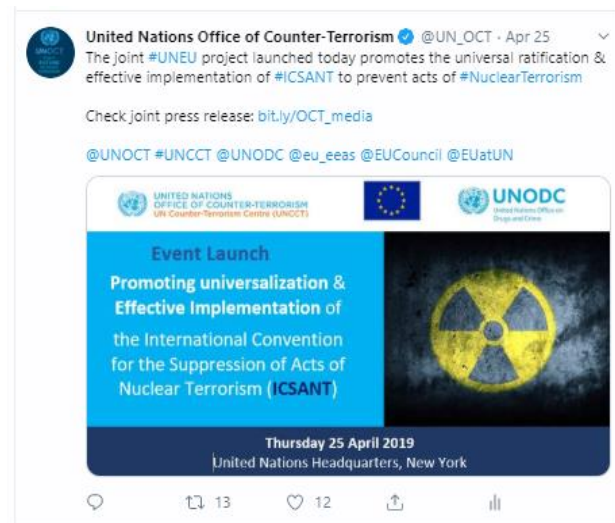 United Nations Office of Counter-Terrorism @UN_OCT · Apr 25
The joint #UNEU project launched today promotes the universal ratification &
effective implementation of #ICSANT to prevent acts of #NuclearTerrorism
Check joint press release: bit.ly/OCT_media
@UNOCT #UNCCT @UNODC @eu_eeas @EUCouncil @EUatUN
UNITED NATIONS
OFFICE OF COUNTER-TERRORISM
UN Counter-Terrorism Centre (UNCCT)
UNODC
United Nations Office on
Drugs and Crime
Event Launch
Promoting universalization &
Effective Implementation of
the International Convention
for the Suppression of Acts of
Nuclear Terrorism (ICSANT)
Thursday 25 April 2019
United Nations Headquarters, New York
13
12